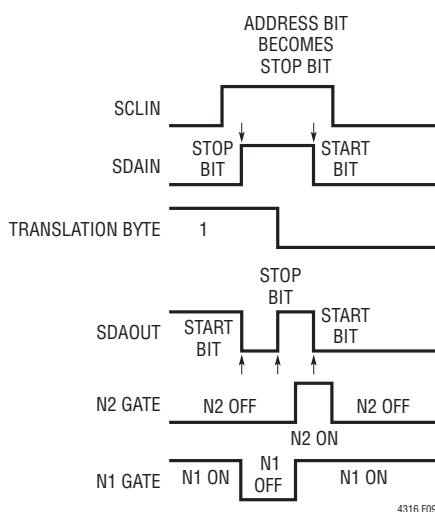 ADDRESS BIT
BECOMES
STOP BIT
SCLIN
STOP
BIT
START
BIT
SDAIN
TRANSLATION BYTE
1
STOP
BIT
SDAOUT
START
BIT
START
BIT
N2 GATE
N2 OFF
N2 OFF
N2 ON
N1 GATE
N1 ON
N1
OFF
N1 ON
4316 F09